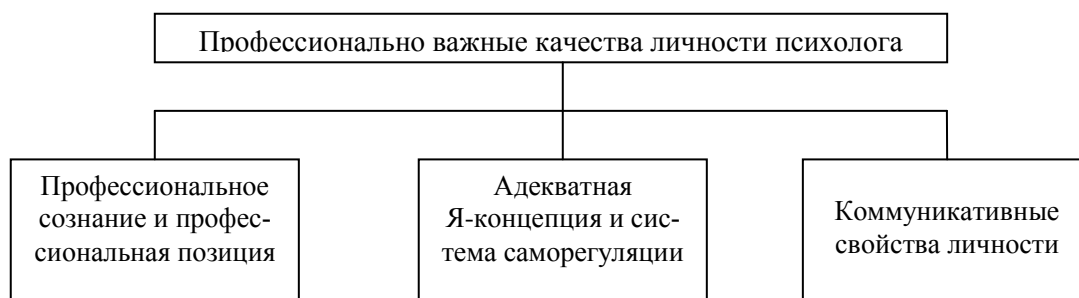 Профессионально важные качества личности психолога
Профессиональное
сознание и профес-
сиональная позиция
Адекватная
Я-концепция и сис-
тема саморегуляции
Коммуникативные
свойства личности